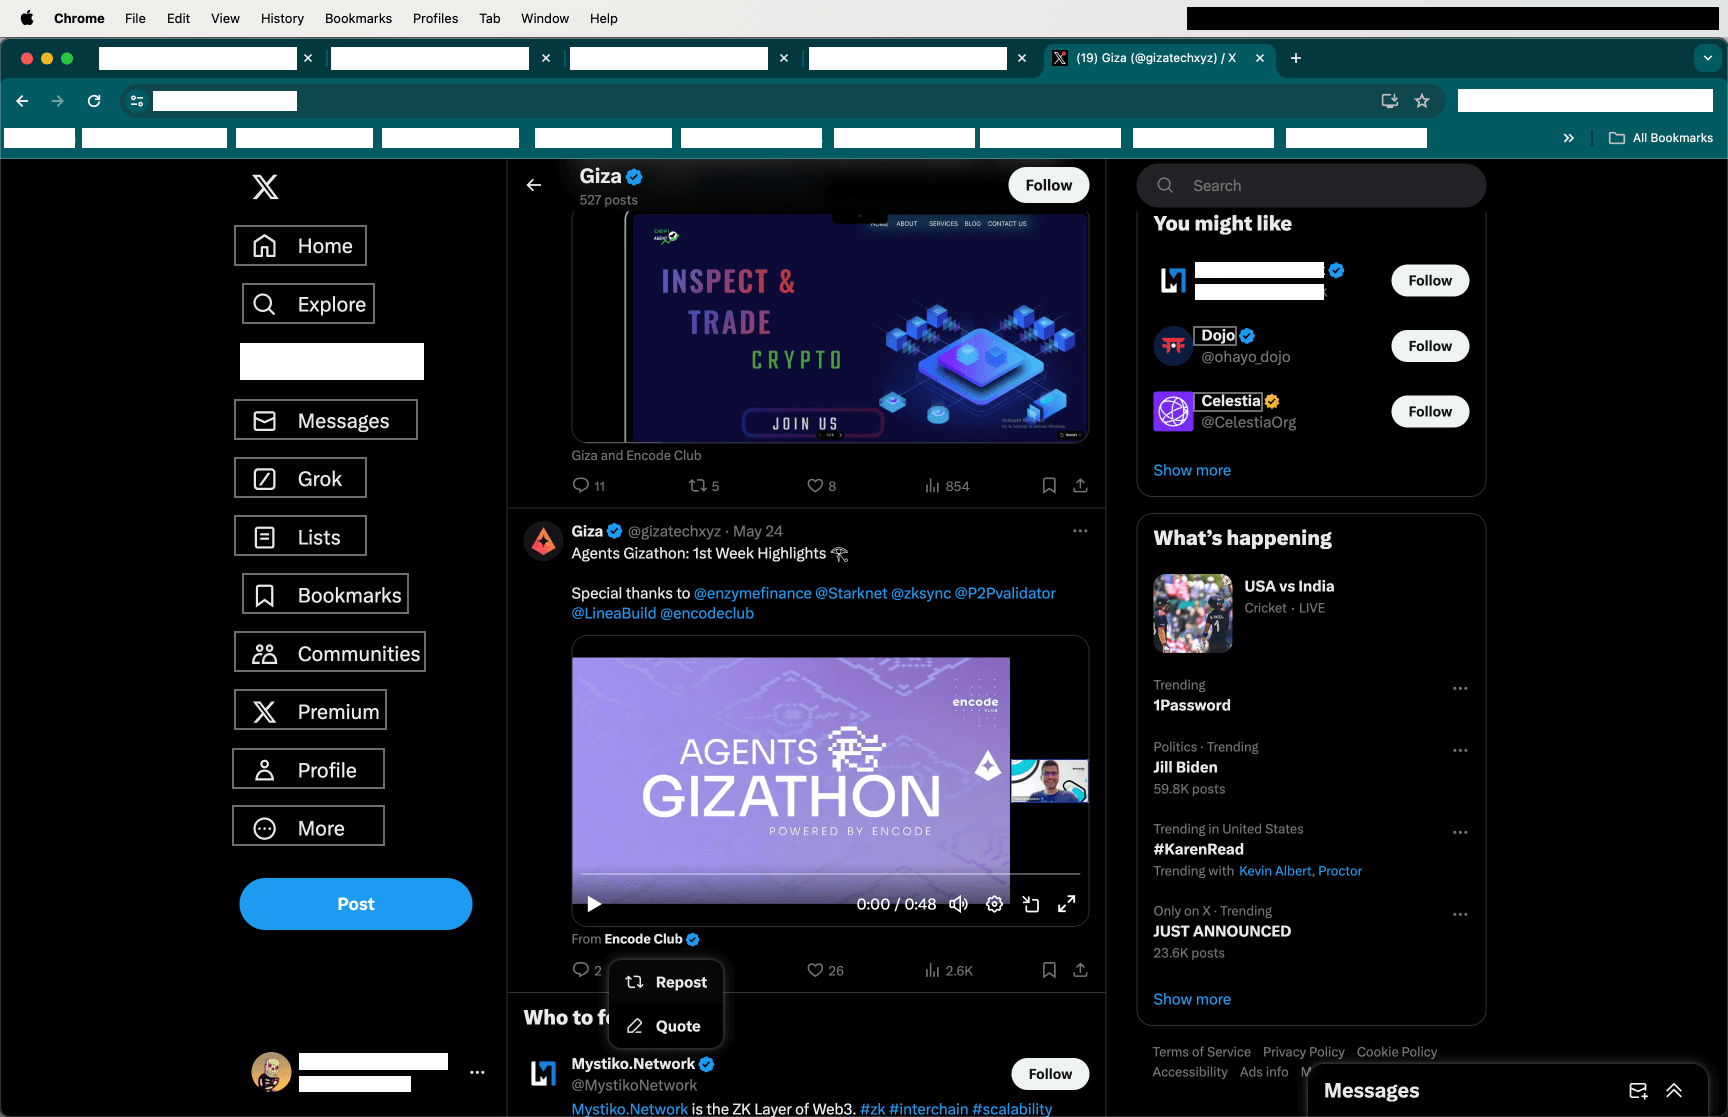 Chrome File Edit View History Bookmarks Profiles Tab Window Help
(19) Giza (@gizatechxyz) / X
All Bookmarks
Home
Explore
Messages
Grok
Lists
Bookmarks
Communities
Premium
Profile
More
Post
Giza
527 posts
Follow
HOME ABOUT SERVICES BLOG CONTACT US
INSPECT &
TRADE
CRYPTO
JOIN US
Giza and Encode Club
11 5 8 854
Giza @gizatechxyz · May 24
Agents Gizathon: 1st Week Highlights
Special thanks to @enzymefinance @Starknet @zksync @P2Pvalidator
@LineaBuild @encodeclub
encode
CLUB
AGENTS
GIZATHON
POWERED BY ENCODE
0:00 / 0:48
From Encode Club
2 26 2.6K
Repost
Quote
Who to
Mystiko.Network
@MystikoNetwork
Follow
Mystiko.Network is the ZK Layer of Web3. #zk #interchain #scalability
Search
You might like
Follow
Dojo
@ohayo_dojo
Follow
Celestia
@CelestiaOrg
Follow
Show more
What's happening
USA vs India
Cricket · LIVE
Trending
1Password
Politics · Trending
Jill Biden
59.8K posts
Trending in United States
#KarenRead
Trending with Kevin Albert, Proctor
Only on X · Trending
JUST ANNOUNCED
23.6K posts
Show more
Terms of Service Privacy Policy Cookie Policy
Accessibility Ads info
Messages